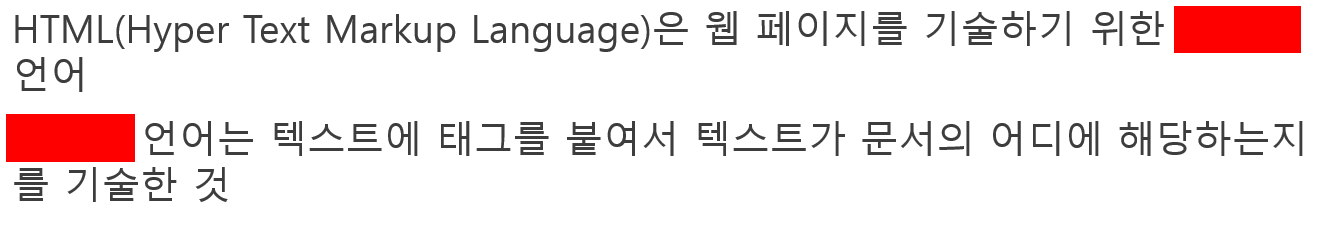 HTML(Hyper Text Markup Language)은 웹 페이지를 기술하기 위한
언어
언어는 텍스트에 태그를 붙여서 텍스트가 문서의 어디에 해당하는지
를 기술한 것